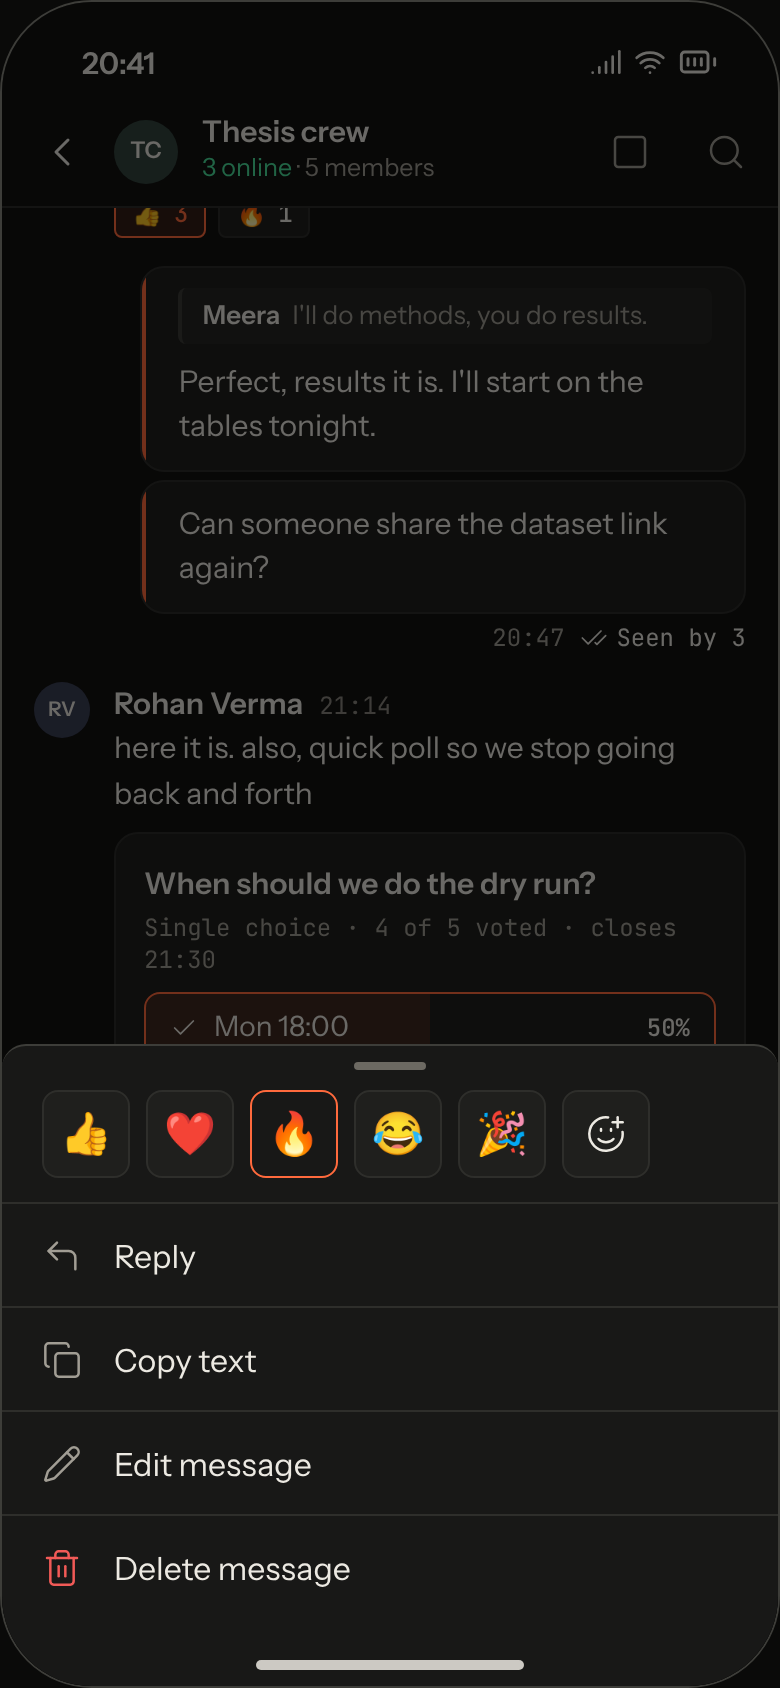 20:41
TC
Thesis crew
3 online · 5 members
👍 3 🔥 1
Meera I'll do methods, you do results.
Perfect, results it is. I'll start on the
tables tonight.
Can someone share the dataset link
again?
20:47 Seen by 3
RV
Rohan Verma 21:14
here it is. also, quick poll so we stop going
back and forth
When should we do the dry run?
Single choice · 4 of 5 voted · closes
21:30
Mon 18:00 50%
Reply
Copy text
Edit message
Delete message